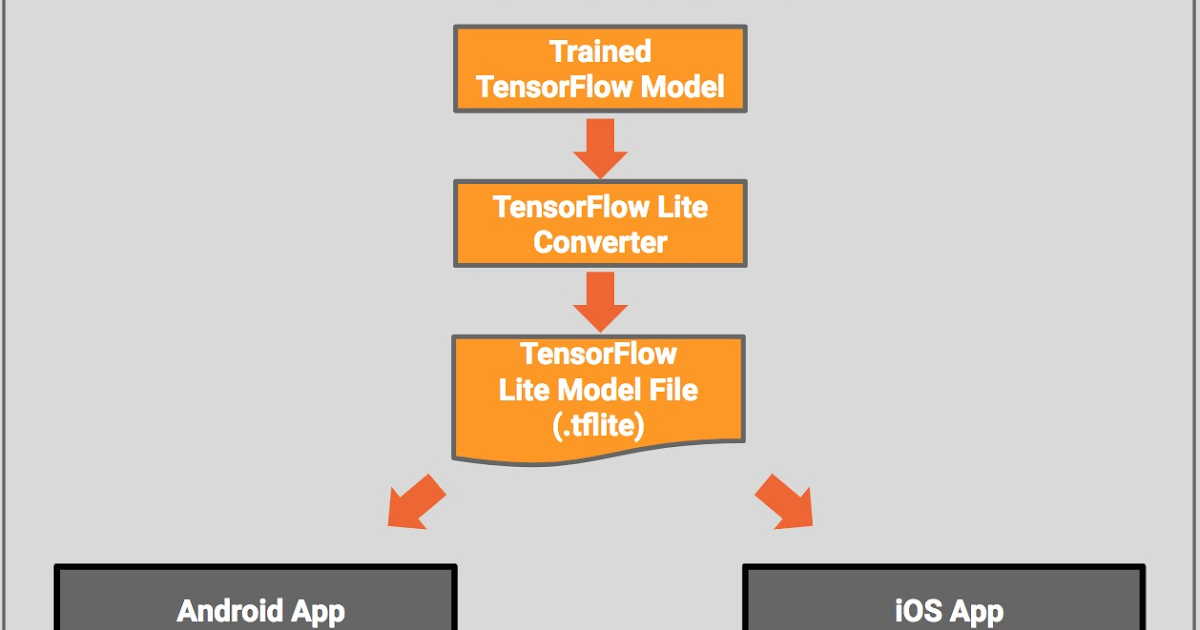 Trained
TensorFlow Model
TensorFlow Lite
Converter
TensorFlow
Lite Model File
(.tflite)
Android App
iOS App